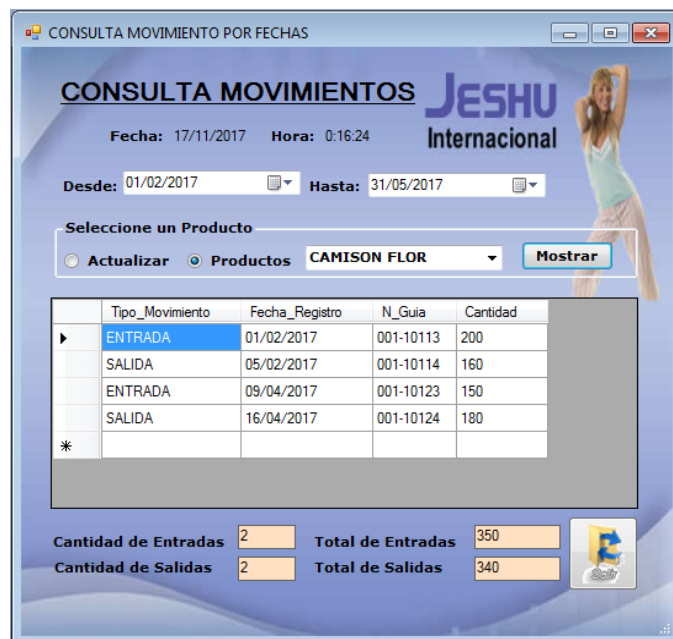 CONSULTA MOVIMIENTO POR FECHAS
CONSULTA MOVIMIENTOS
JESHU
Internacional
Fecha: 17/11/2017 Hora: 0:16:24
Desde: 01/02/2017 Hasta: 31/05/2017
Seleccione un Producto
Actualizar Productos CAMISON FLOR Mostrar
Tipo_Movimiento Fecha_Registro N_Guia Cantidad
ENTRADA 01/02/2017 001-10113 200
SALIDA 05/02/2017 001-10114 160
ENTRADA 09/04/2017 001-10123 150
SALIDA 16/04/2017 001-10124 180
Cantidad de Entradas 2 Total de Entradas 350
Cantidad de Salidas 2 Total de Salidas 340
Salir